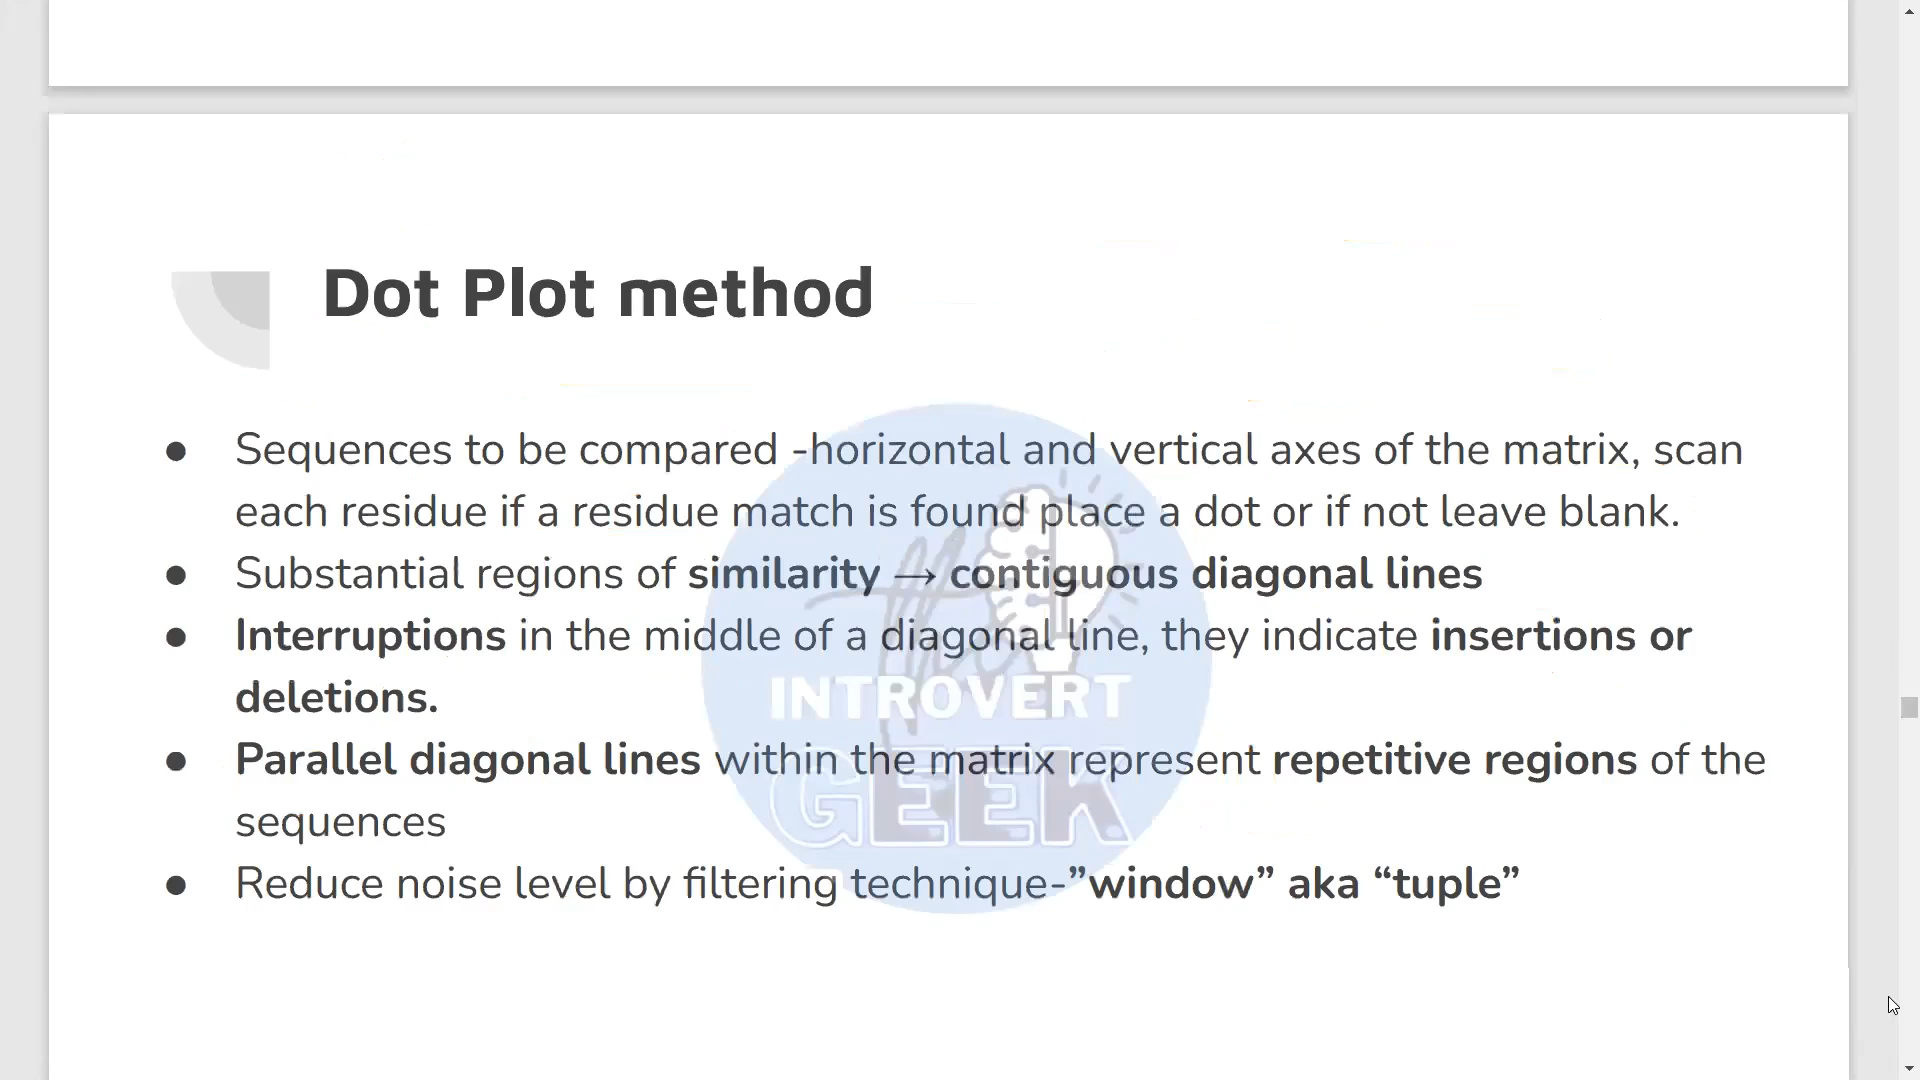 Dot Plot method
● Sequences to be compared -horizontal and vertical axes of the matrix, scan
each residue if a residue match is found place a dot or if not leave blank.
● Substantial regions of similarity → contiguous diagonal lines
● Interruptions in the middle of a diagonal line, they indicate insertions or
deletions.
● Parallel diagonal lines within the matrix represent repetitive regions of the
sequences
● Reduce noise level by filtering technique-”window” aka “tuple”
the
INTROVERT
GEEK